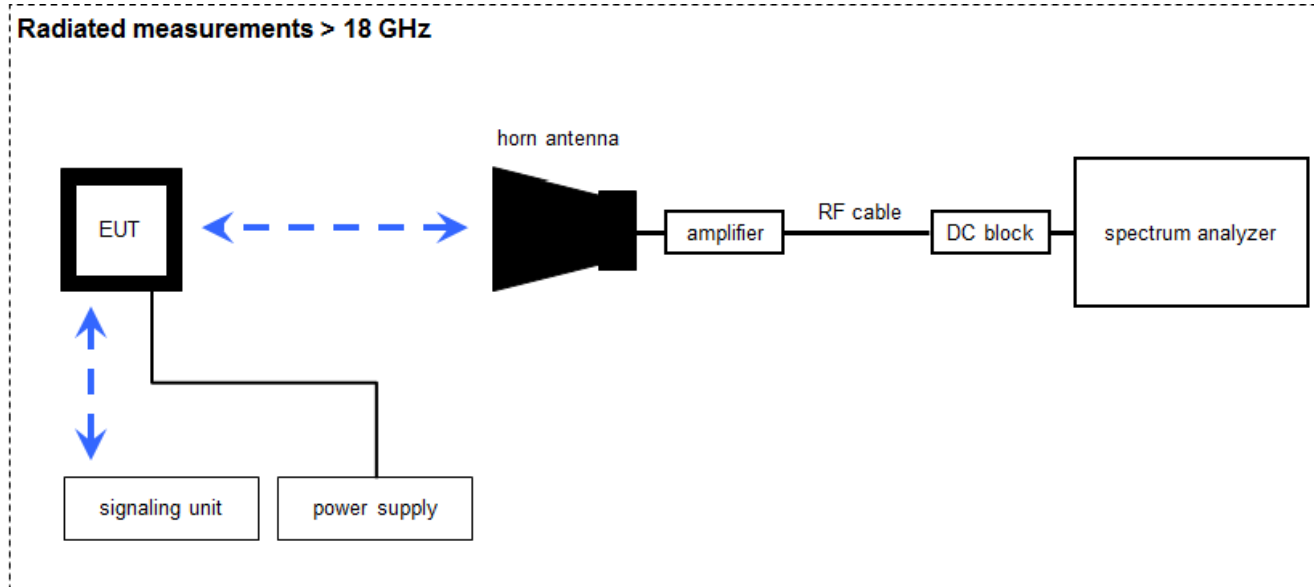 Radiated measurements > 18 GHz
horn antenna
EUT
amplifier
RF cable
DC block
spectrum analyzer
signaling unit
power supply